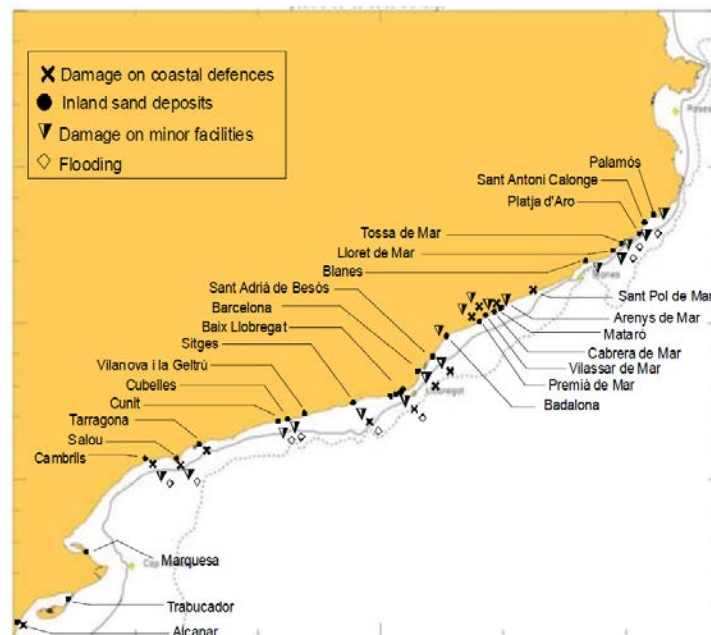 Damage on coastal defences
Inland sand deposits
Damage on minor facilities
Flooding
Palamós
Sant Antoni Calonge
Platja d'Aro
Tossa de Mar
Lloret de Mar
Blanes
Sant Adrià de Besòs
Barcelona
Baix Llobregat
Sitges
Vilanova i la Geltrú
Cubelles
Cunit
Tarragona
Salou
Cambrils
Sant Pol de Mar
Arenys de Mar
Mataró
Cabrera de Mar
Vilassar de Mar
Premià de Mar
Badalona
Marquesa
Trabucador
Alcanar